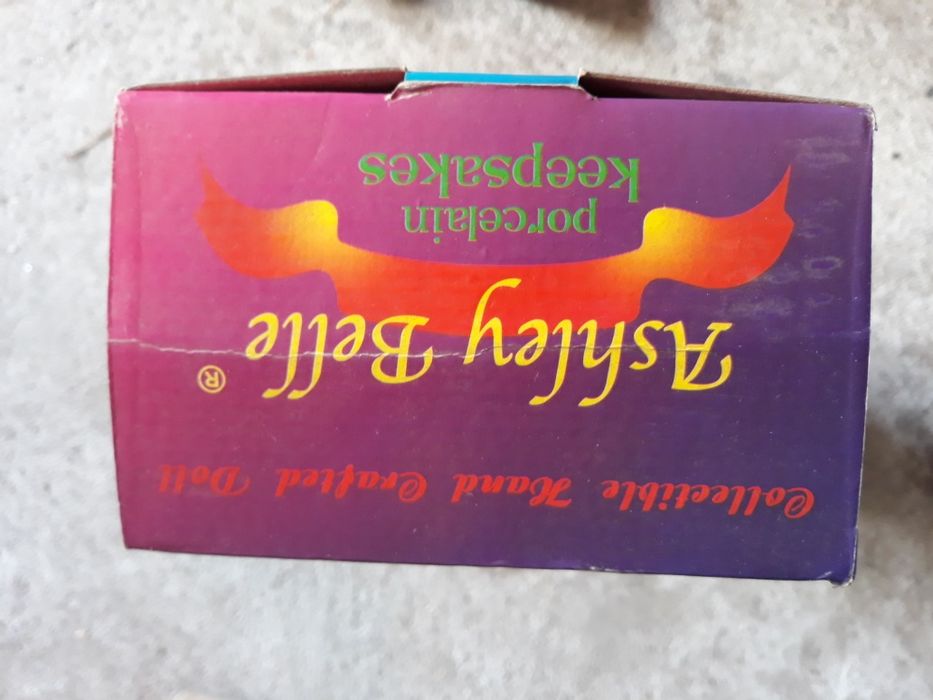 Collectible Hand Crafted Doll
Ashley Belle ®
porcelain
keepsakes